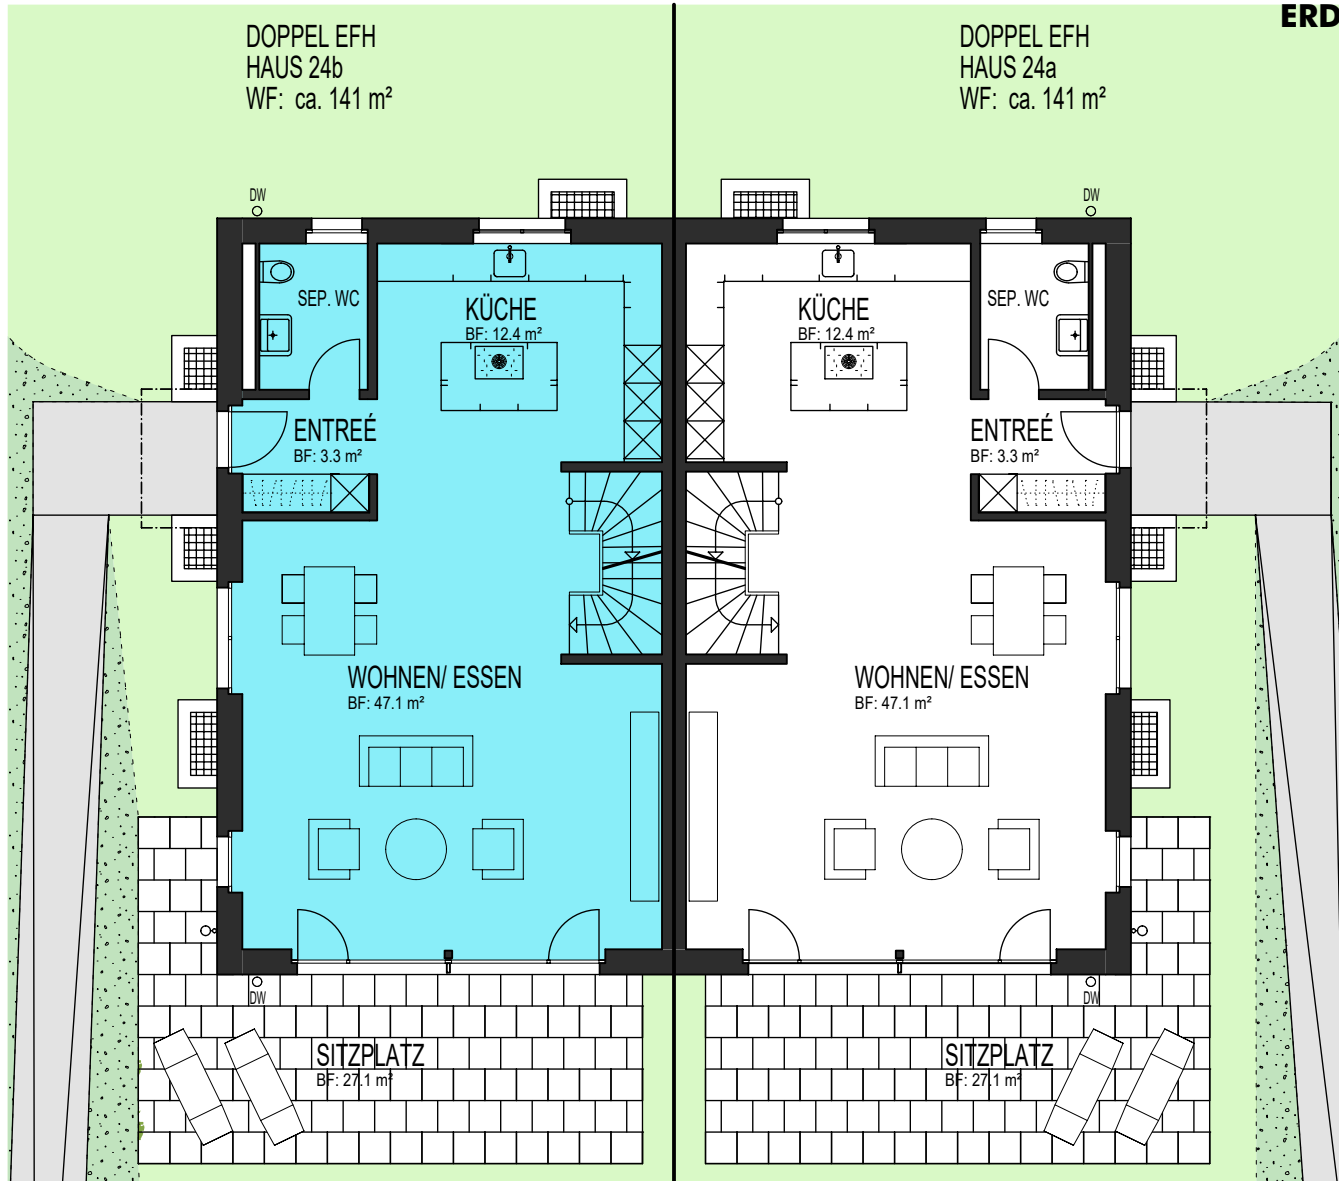 ERD
DOPPEL EFH
HAUS 24b
WF: ca. 141 m²
DOPPEL EFH
HAUS 24a
WF: ca. 141 m²
DW
DW
SEP. WC
KÜCHE
BF: 12.4 m²
KÜCHE
BF: 12.4 m²
SEP. WC
ENTREÉ
BF: 3.3 m²
ENTREÉ
BF: 3.3 m²
WOHNEN/ ESSEN
BF: 47.1 m²
WOHNEN/ ESSEN
BF: 47.1 m²
DW
DW
SITZPLATZ
BF: 27.1 m²
SITZPLATZ
BF: 27.1 m²